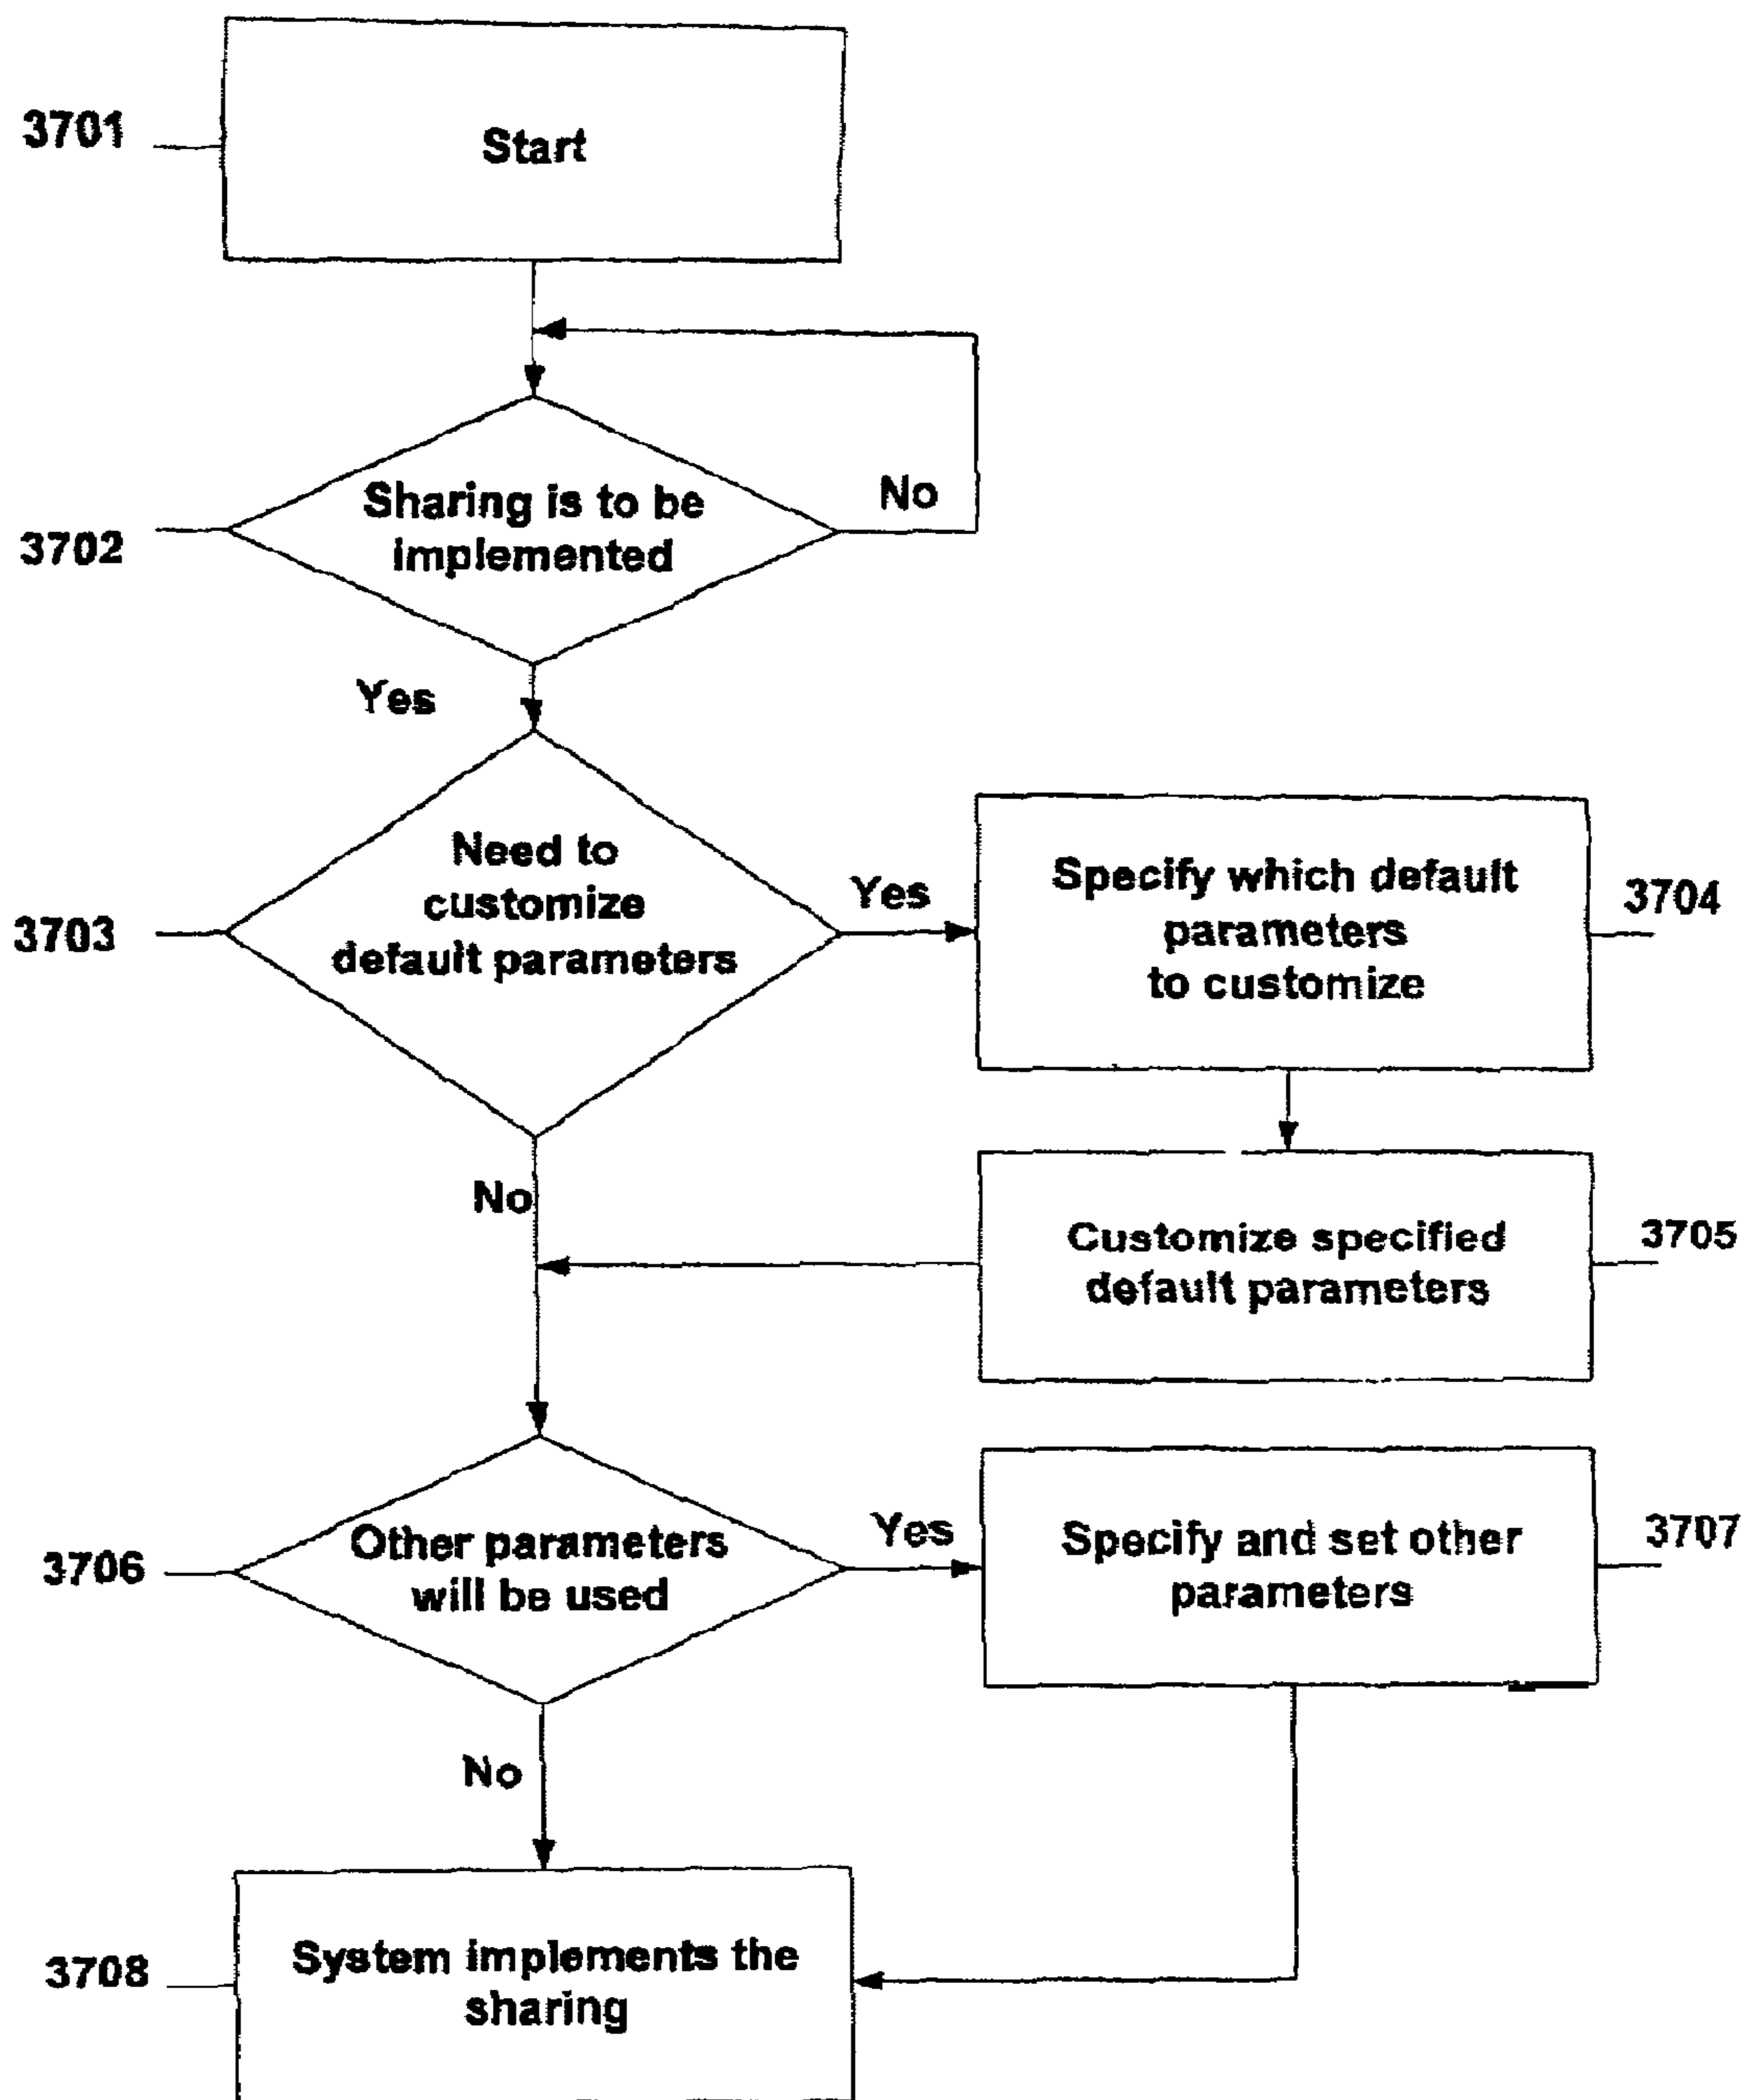 3701
Start
3702
Sharing is to be
implemented
No
Yes
3703
Need to
customize
default parameters
Yes
Specify which default
parameters
to customize
3704
No
Customize specified
default parameters
3705
3706
Other parameters
will be used
Yes
Specify and set other
parameters
3707
No
3708
System implements the
sharing